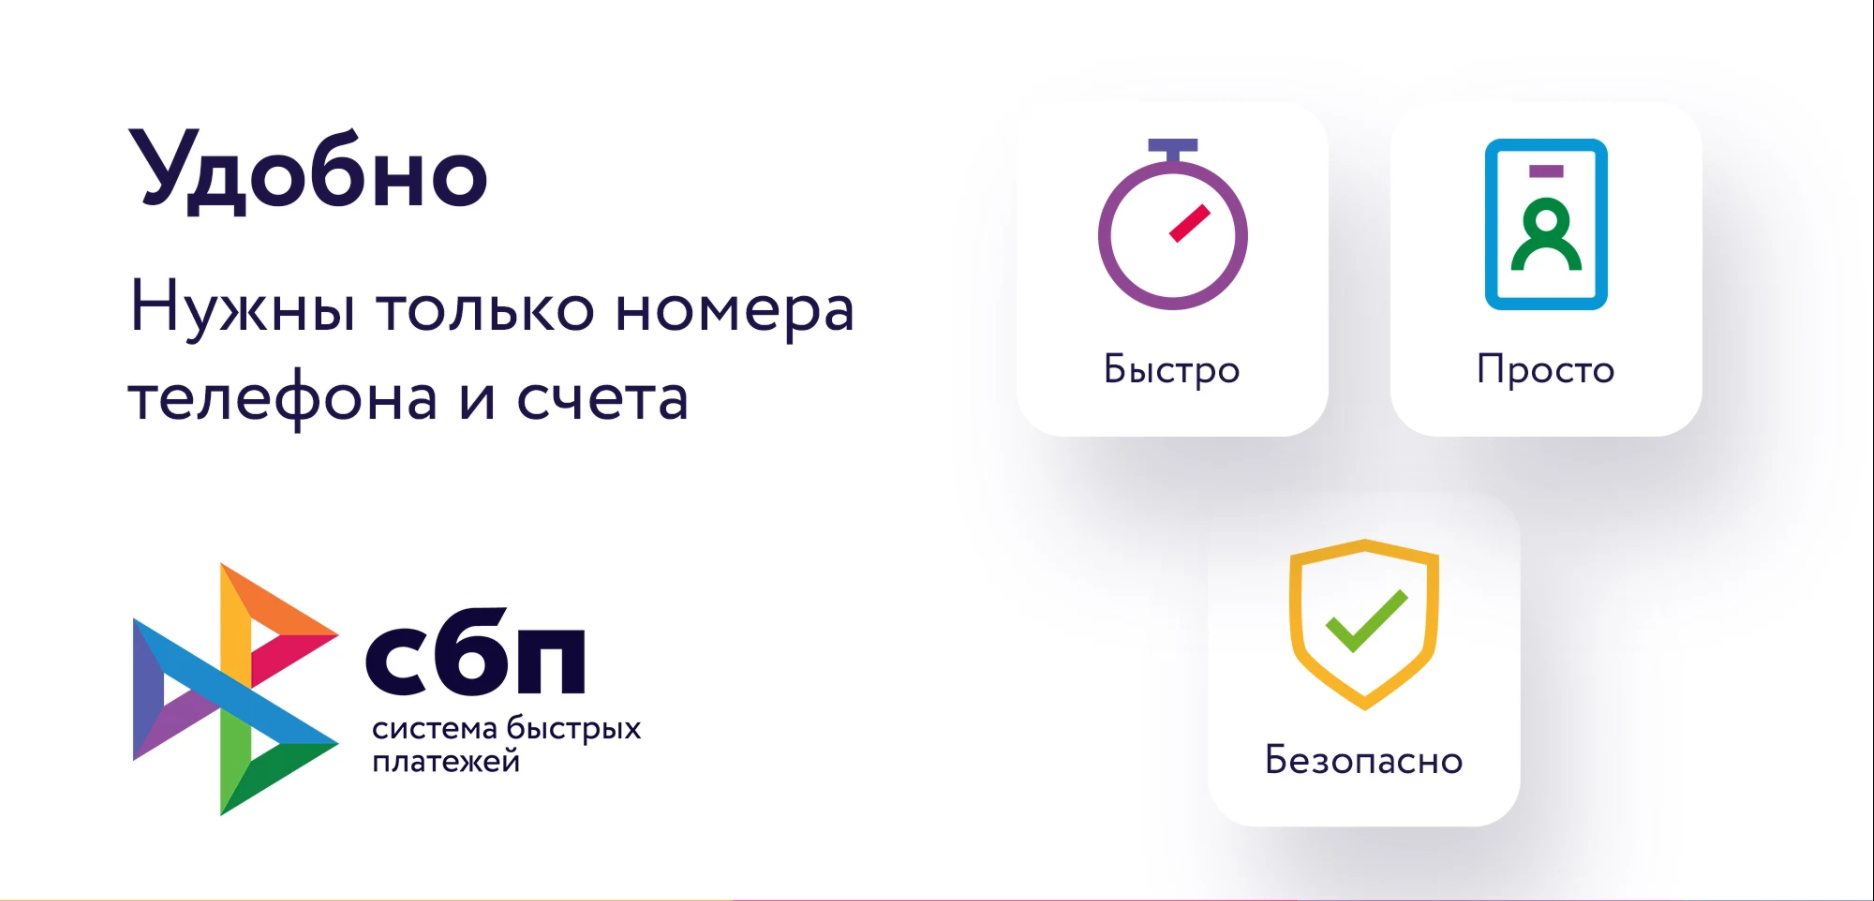 Удобно
Нужны только номера
телефона и счета
сбп
система быстрых
платежей
Быстро
Просто
Безопасно